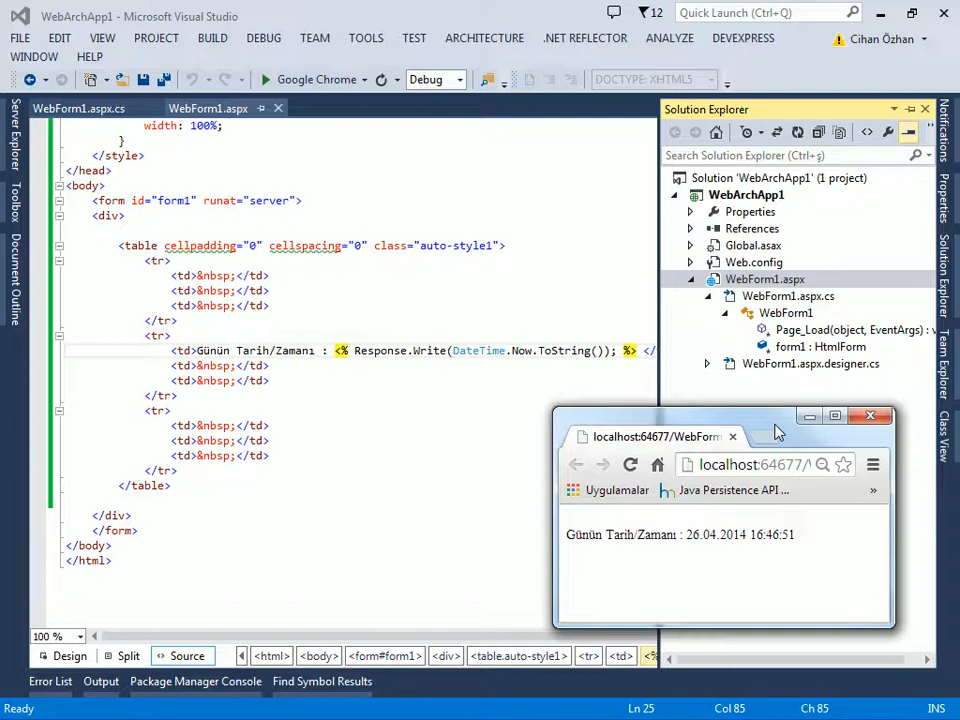 WebArchApp1 - Microsoft Visual Studio
12
Quick Launch (Ctrl+Q)
FILE EDIT VIEW PROJECT BUILD DEBUG TEAM TOOLS TEST ARCHITECTURE .NET REFLECTOR ANALYZE DEVEXPRESS
Cihan Özhan
WINDOW HELP
Google Chrome
Debug
DOCTYPE: XHTML5
Server Explorer
Toolbox
Document Outline
WebForm1.aspx.cs
WebForm1.aspx
width: 100%;
}
</style>
</head>
<body>
<form id="form1" runat="server">
<div>
<table cellpadding="0" cellspacing="0" class="auto-style1">
<tr>
<td>&nbsp;</td>
<td>&nbsp;</td>
<td>&nbsp;</td>
</tr>
<tr>
<td>Günün Tarih/Zamanı : <% Response.Write(DateTime.Now.ToString()); %> </
<td>&nbsp;</td>
<td>&nbsp;</td>
</tr>
<tr>
<td>&nbsp;</td>
<td>&nbsp;</td>
<td>&nbsp;</td>
</tr>
</table>
</div>
</form>
</body>
</html>
100 %
Design Split Source
<html> <body> <form#form1> <div> <table.auto-style1> <tr> <td> <%
Solution Explorer
Search Solution Explorer (Ctrl+ş)
Solution 'WebArchApp1' (1 project)
WebArchApp1
Properties
References
Global.asax
Web.config
WebForm1.aspx
WebForm1.aspx.cs
WebForm1
Page_Load(object, EventArgs) : v
form1 : HtmlForm
WebForm1.aspx.designer.cs
Notifications
Properties
Solution Explorer
Team Explorer
Class View
localhost:64677/WebForm
localhost:64677/
Uygulamalar
Java Persistence API ...
»
Günün Tarih/Zamanı : 26.04.2014 16:46:51
Error List Output Package Manager Console Find Symbol Results
Ready
Ln 25 Col 85 Ch 85 INS